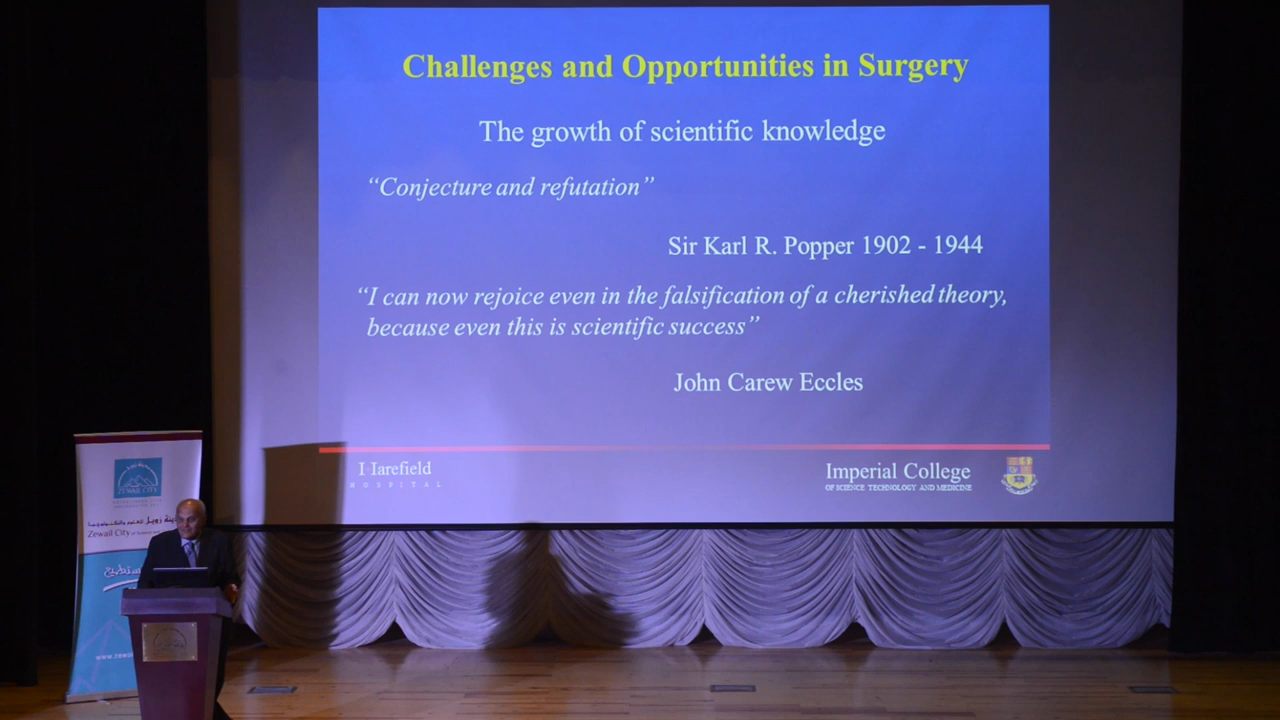 Challenges and Opportunities in Surgery
The growth of scientific knowledge
“Conjecture and refutation”
Sir Karl R. Popper 1902 - 1944
“I can now rejoice even in the falsification of a cherished theory,
because even this is scientific success”
John Carew Eccles
Harefield
HOSPITAL
Imperial College
OF SCIENCE TECHNOLOGY AND MEDICINE
ZEWAIL CITY
Zewail City